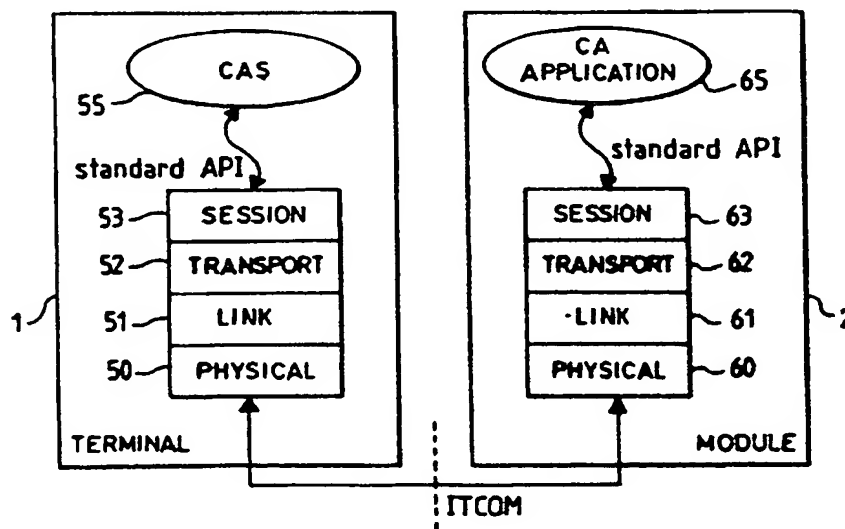 CAS
55
standard API
53 SESSION
52 TRANSPORT
51 LINK
50 PHYSICAL
1
TERMINAL
CA
APPLICATION
65
standard API
SESSION 63
TRANSPORT 62
LINK 61
PHYSICAL 60
2
MODULE
ITCOM